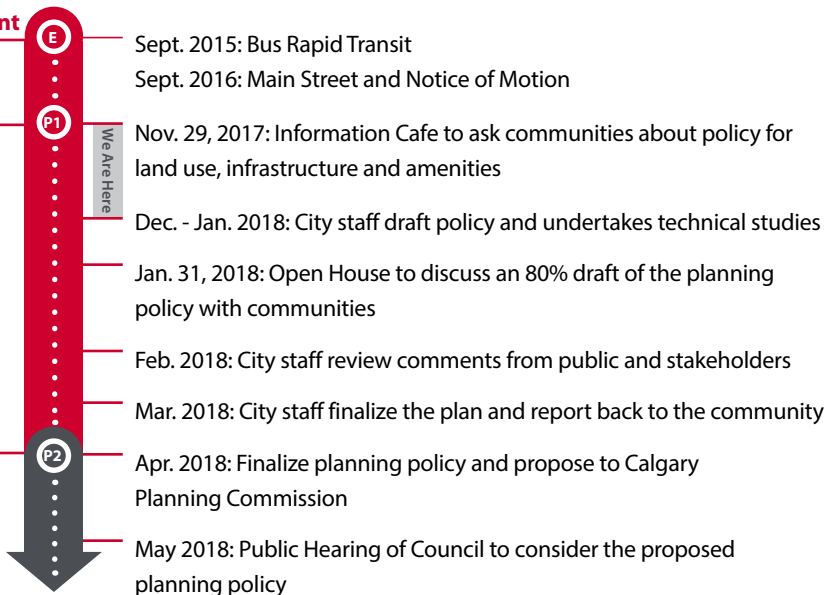 nt
E
Sept. 2015: Bus Rapid Transit
Sept. 2016: Main Street and Notice of Motion
P1
We Are Here
Nov. 29, 2017: Information Cafe to ask communities about policy for
land use, infrastructure and amenities
Dec. - Jan. 2018: City staff draft policy and undertakes technical studies
Jan. 31, 2018: Open House to discuss an 80% draft of the planning
policy with communities
Feb. 2018: City staff review comments from public and stakeholders
Mar. 2018: City staff finalize the plan and report back to the community
P2
Apr. 2018: Finalize planning policy and propose to Calgary
Planning Commission
May 2018: Public Hearing of Council to consider the proposed
planning policy